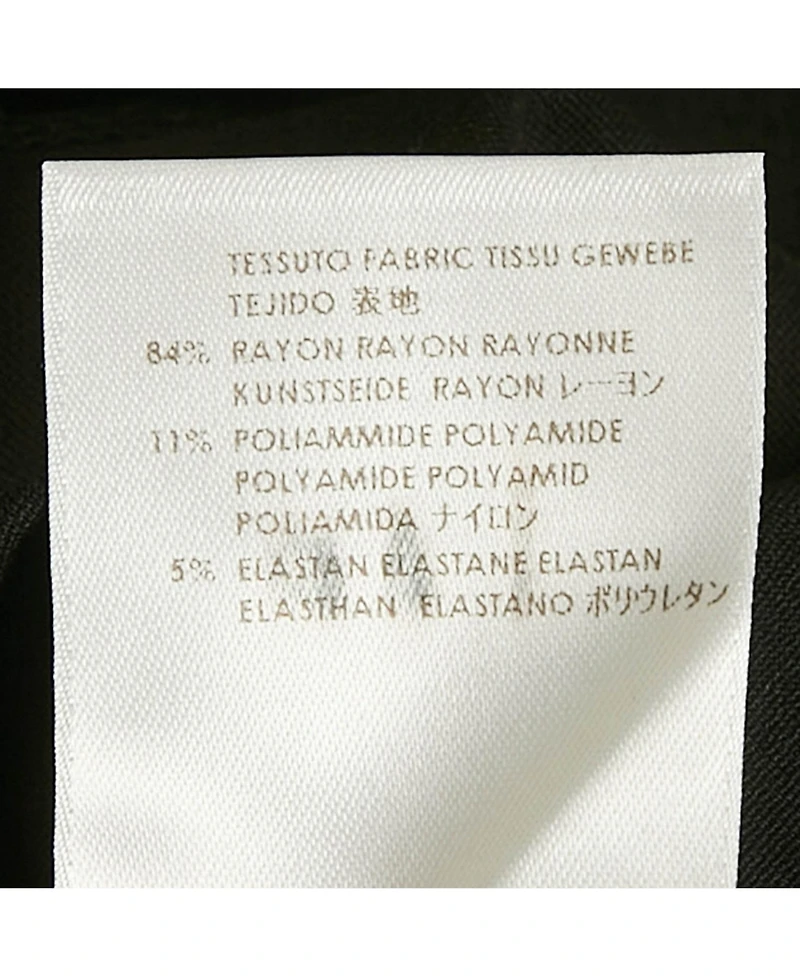 TESSUTO FABRIC TISSU GEWEBE
TEJIDO 表地
84% RAYON RAYON RAYONNE
KUNSTSEIDE RAYON レーヨン
11% POLIAMMIDE POLYAMIDE
POLYAMIDE POLYAMID
POLIAMIDA ナイロン
5% ELASTAN ELASTANE ELASTAN
ELASTHAN ELASTANO ポリウレタン